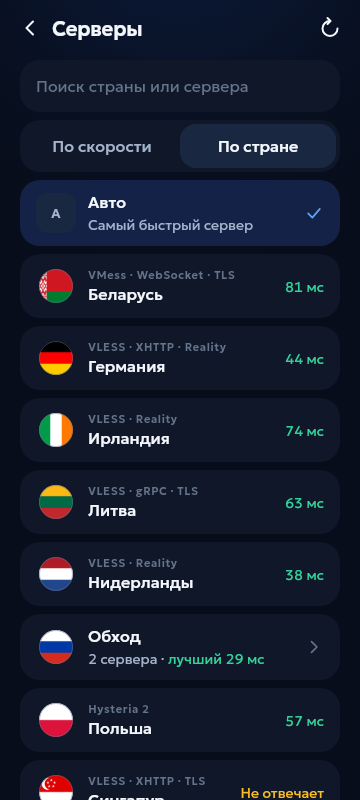 Серверы
Поиск страны или сервера
По скорости
По стране
А
Авто
Самый быстрый сервер
VMess · WebSocket · TLS
Беларусь
81 мс
VLESS · XHTTP · Reality
Германия
44 мс
VLESS · Reality
Ирландия
74 мс
VLESS · gRPC · TLS
Литва
63 мс
VLESS · Reality
Нидерланды
38 мс
Обход
2 сервера · лучший 29 мс
Hysteria 2
Польша
57 мс
VLESS · XHTTP · TLS
Сингапур
Не отвечает